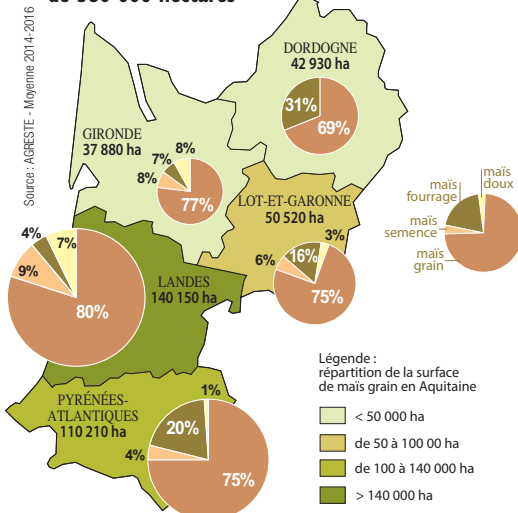 de 380 000 hectares
Source : AGRESTE - Moyenne 2014-2016
DORDOGNE
42 930 ha
31%
69%
GIRONDE
37 880 ha
7%
8%
8%
77%
LOT-ET-GARONNE
50 520 ha
3%
6%
16%
75%
maïs
fourrage
maïs
doux
maïs
semence
maïs
grain
4%
7%
9%
80%
LANDES
140 150 ha
PYRÉNÉES-
ATLANTIQUES
110 210 ha
1%
20%
4%
75%
Légende :
répartition de la surface
de maïs grain en Aquitaine
< 50 000 ha
de 50 à 100 00 ha
de 100 à 140 000 ha
> 140 000 ha